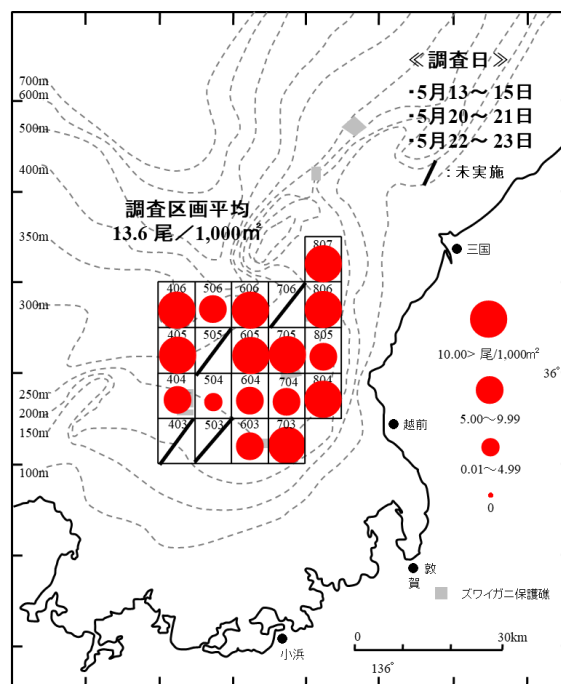 ≪調査日≫
・5月13～ 15日
・5月20～ 21日
・5月22～ 23日
：未実施
700m
600m
500m
400m
350m
300m
250m
200m
150m
100m
調査区画平均
13.6 尾／1,000㎡
807
406 506 606 706 806
405 505 605 705 805
404 504 604 704 804
403 503 603 703
三国
10.00> 尾/1,000㎡
36°
5.00～9.99
越前
0.01～4.99
0
敦
賀
ズワイガニ保護礁
小浜
0 30km
136°